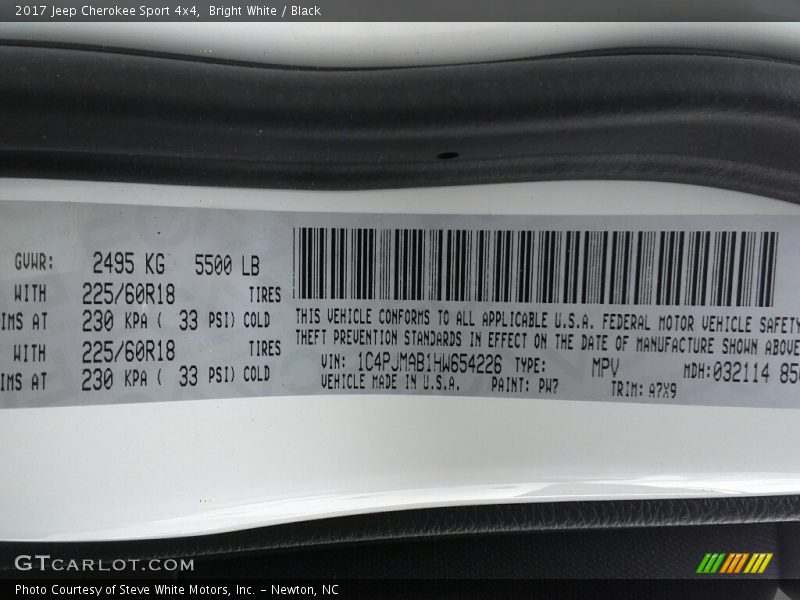 2017 Jeep Cherokee Sport 4x4, Bright White / Black
GVWR: 2495 KG 5500 LB
WITH 225/60R18 TIRES
IMS AT 230 KPA ( 33 PSI) COLD
WITH 225/60R18 TIRES
IMS AT 230 KPA ( 33 PSI) COLD
THIS VEHICLE CONFORMS TO ALL APPLICABLE U.S.A. FEDERAL MOTOR VEHICLE SAFETY
THEFT PREVENTION STANDARDS IN EFFECT ON THE DATE OF MANUFACTURE SHOWN ABOVE
VIN: 1C4PJMAB1HW654226 TYPE: MPV MDH: 032114 850
VEHICLE MADE IN U.S.A. PAINT: PW7 TRIM: A7X9
GTCARLOT.COM
Photo Courtesy of Steve White Motors, Inc. - Newton, NC